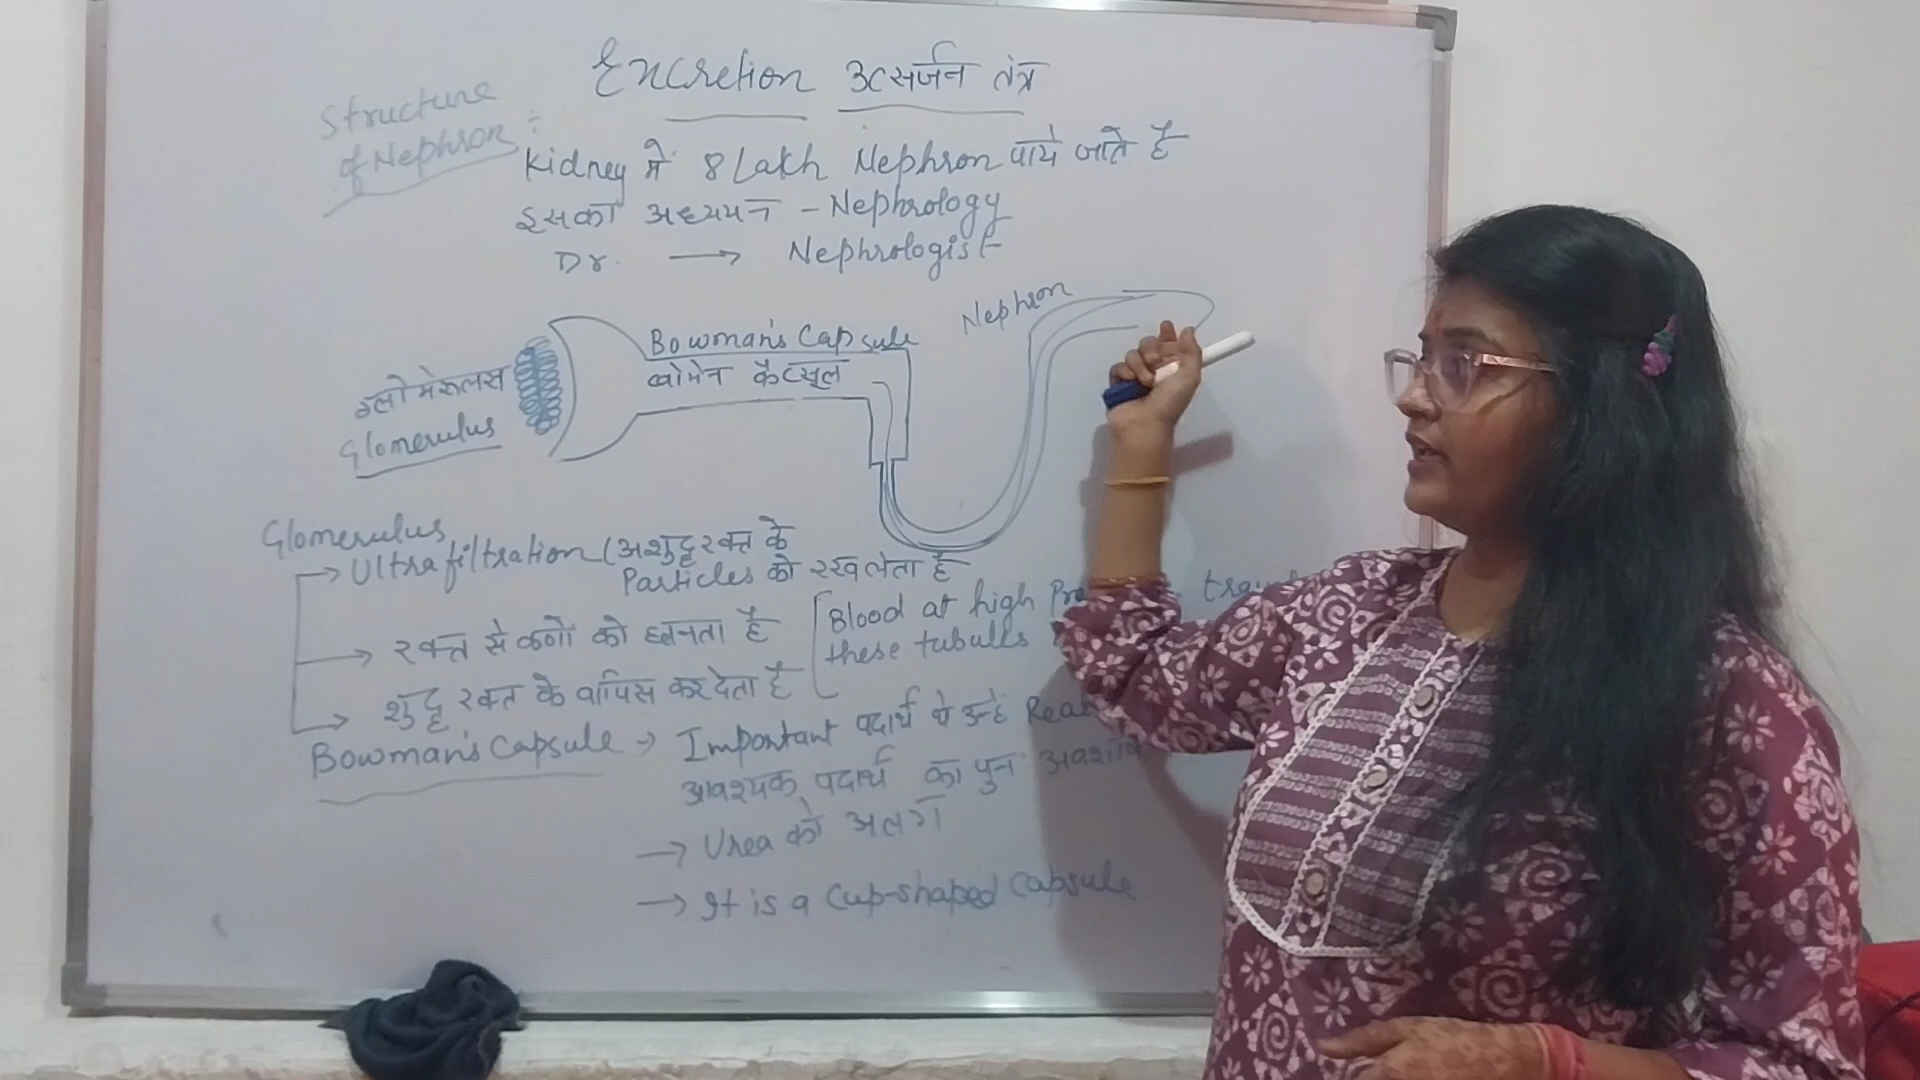 Excretion उत्सर्जन तंत्र
Structure
of Nephron :
Kidney मे 8 Lakh Nephron पाये जाते है
इसका अध्ययन - Nephrology
Dr. → Nephrologist
Nephron
Bowman's Capsule
बोमेन कैप्सूल
ग्लोमेरुलस
Glomerulus
Glomerulus
→ Ultrafiltration (अशुद्ध रक्त के
Particles को रख लेता है
→ रक्त से कणों को छानता है
→ शुद्ध रक्त के वापिस कर देता है
[Blood at high
these tubules
Bowman's Capsule → Important पदार्थ थे उन्हे
आवश्यक पदार्थ का पुन
→ Urea को अलग
→ It is a Cup-shaped Capsule